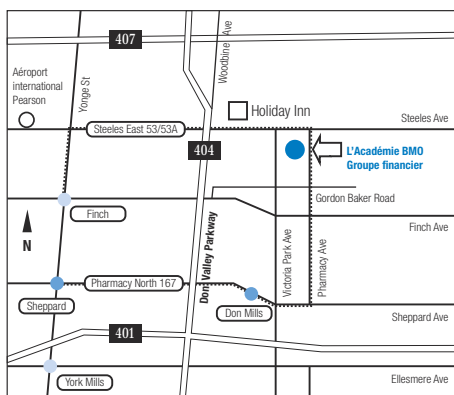 407
Woodbine Ave
Yonge St
Aéroport
international
Pearson
Holiday Inn
Steeles Ave
Steeles East 53/53A
404
L'Académie BMO
Groupe financier
Gordon Baker Road
Finch
Finch Ave
N
Don Valley Parkway
Victoria Park Ave
Pharmacy Ave
Pharmacy North 167
Sheppard
Don Mills
Sheppard Ave
401
York Mills
Ellesmere Ave